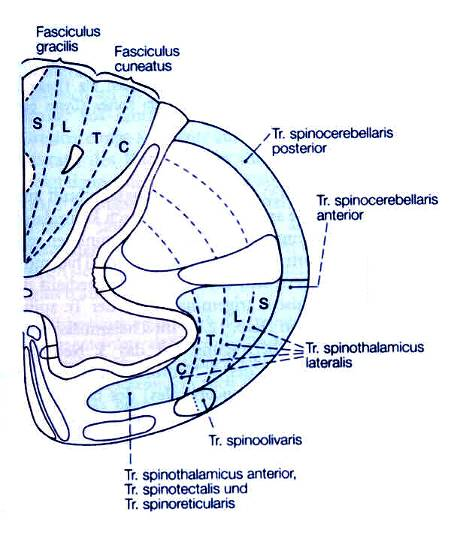 Fasciculus
gracilis
Fasciculus
cuneatus
S L T C
Tr. spinocerebellaris
posterior
Tr. spinocerebellaris
anterior
S
L
T
C
Tr. spinothalamicus
lateralis
Tr. spinoolivaris
Tr. spinothalamicus anterior,
Tr. spinotectalis und
Tr. spinoreticularis